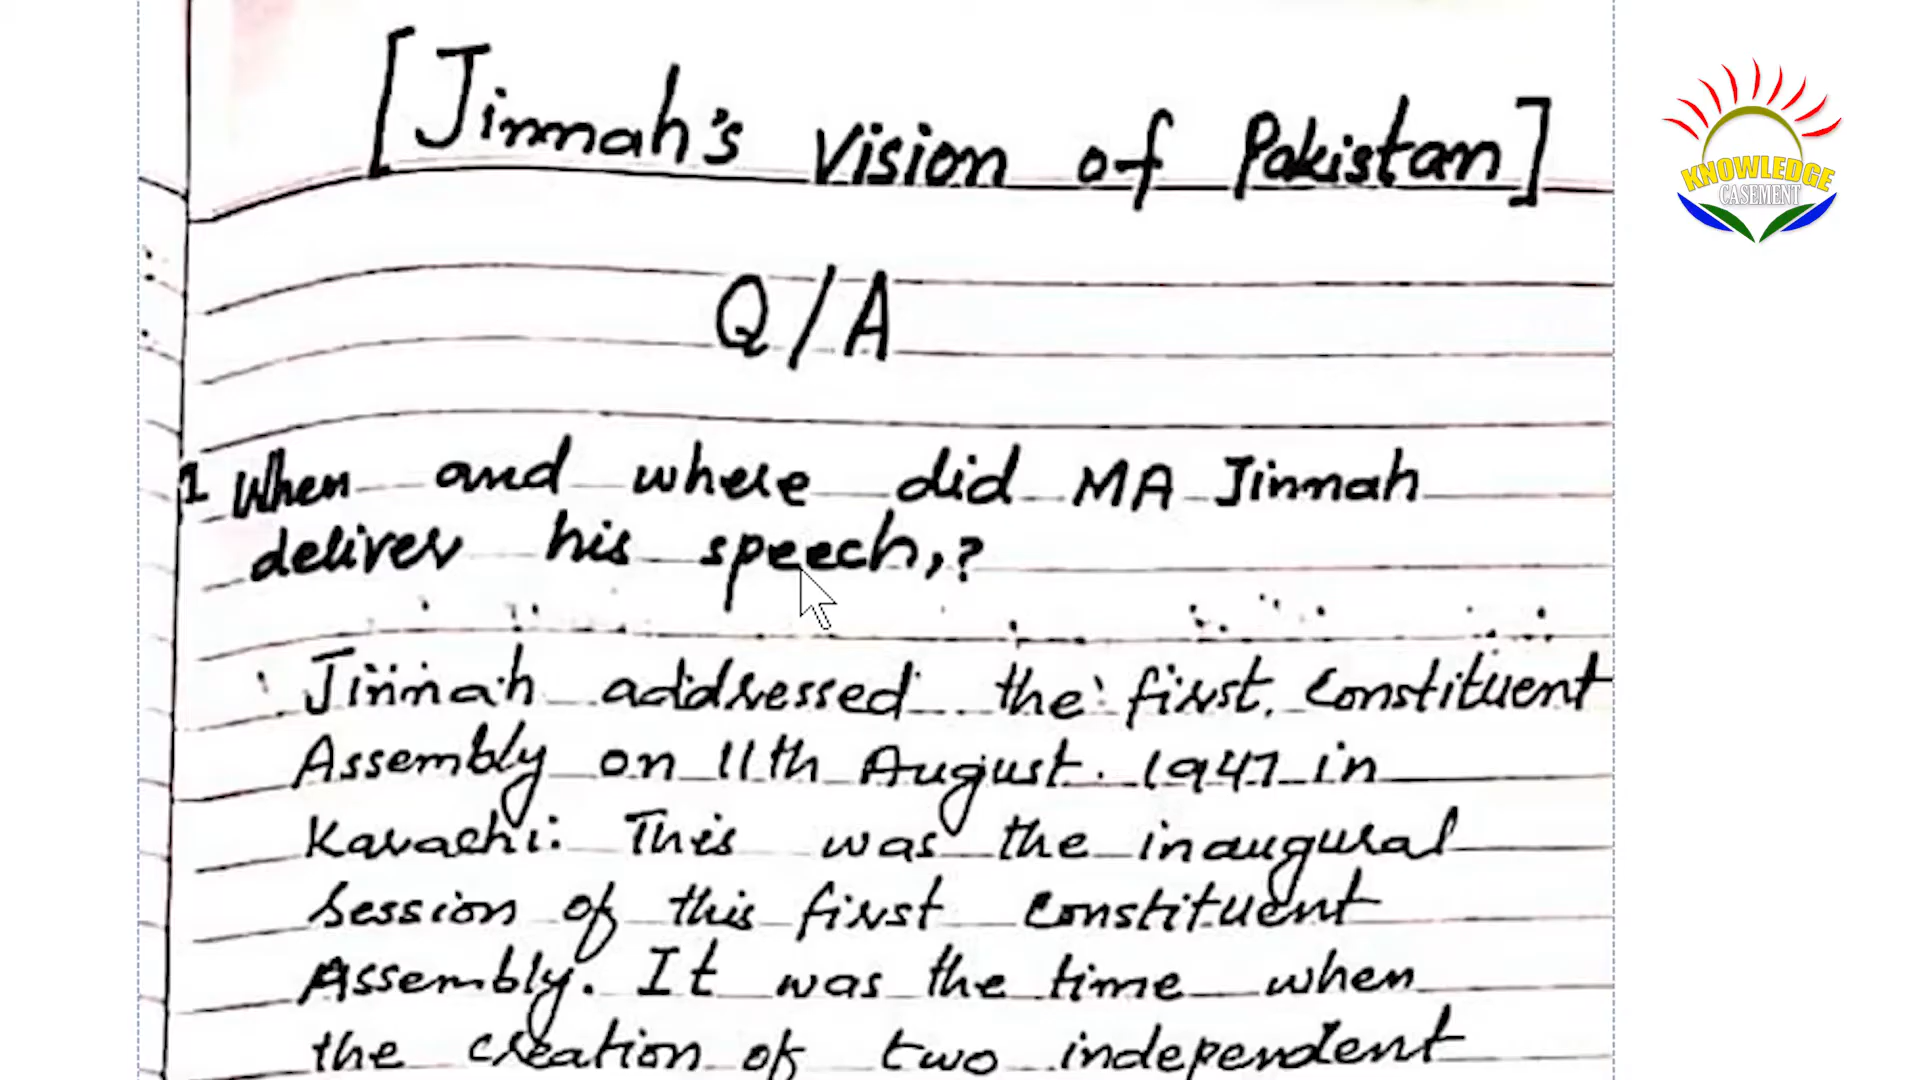 [Jinnah's Vision of Pakistan]
KNOWLEDGE
CASEMENT
Q/A
1 When and where did MA Jinnah
deliver his speech,?
Jinnah addressed the first Constituent
Assembly on 11th August. 1947 in
Karachi. This was the inaugural
session of this first constituent
Assembly. It was the time when
the creation of two independent